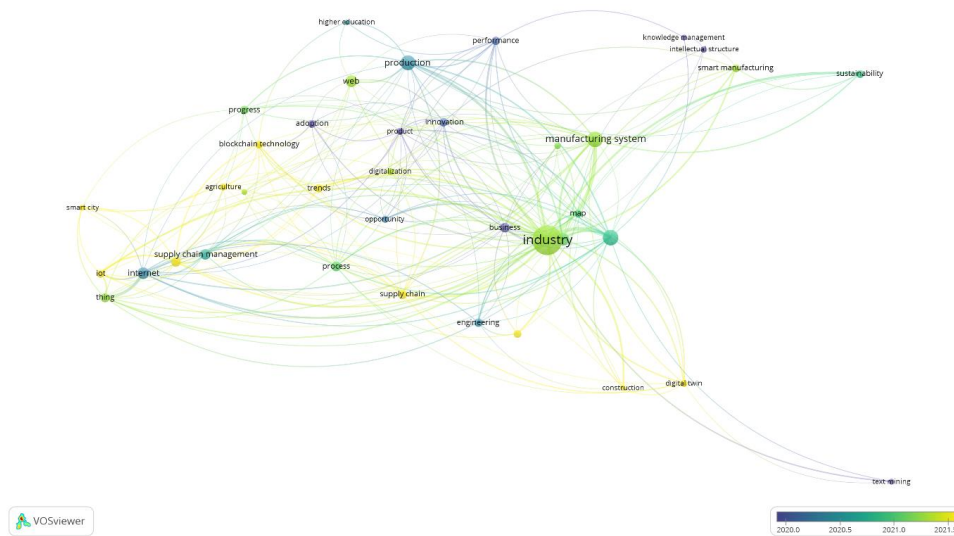 higher education
performance
knowledge management
intellectual structure
production
smart manufacturing
sustainability
web
progress
adoption
innovation
product
manufacturing system
blockchain technology
digitalization
agriculture
trends
smart city
opportunity
map
business
industry
supply chain management
process
iot
internet
thing
supply chain
engineering
construction
digital twin
text mining
VOSviewer
2020.0
2020.5
2021.0